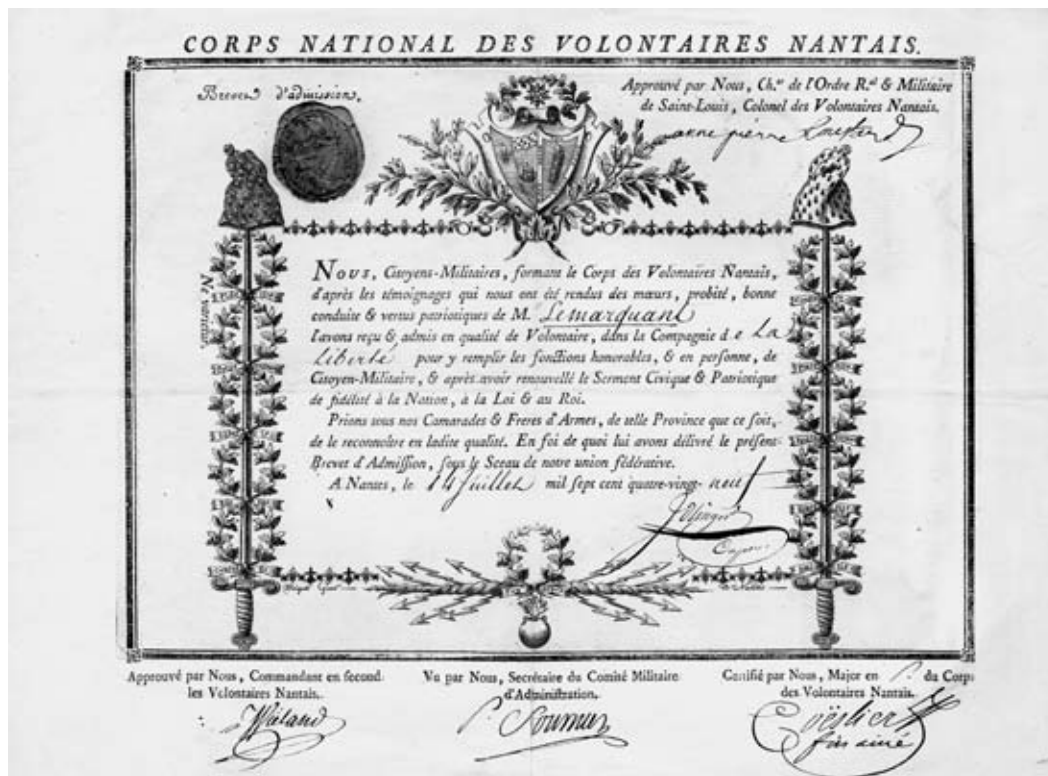 CORPS NATIONAL DES VOLONTAIRES NANTAIS.
Brevet d'admission.
Approuvé par Nous, Ch.er de l'Ordre R.al & Militaire
de Saint-Louis, Colonel des Volontaires Nantais.
anne pierre
NOUS, Citoyens-Militaires, formant le Corps des Volontaires Nantais,
d'après les témoignages qui nous ont été rendus des mœurs, probité, bonne
conduite & vertus patriotiques de M. Lemarquant
l'avons reçu & admis en qualité de Volontaire, dans la Compagnie de La
Liberté pour y remplir les fonctions honorables, & en personne, de
Citoyen-Militaire, & après avoir renouvellé le Serment Civique & Patriotique
de fidélité à la Nation, à la Loi & au Roi.
Prions tous nos Camarades & Freres d'Armes, de telle Province que ce soit,
de le reconnoître en ladite qualité. En foi de quoi lui avons délivré le présent
Brevet d'Admission, sous le Sceau de notre union fédérative.
A Nantes, le 14 Juillet mil sept cent quatre-vingt-neuf
Approuvé par Nous, Commandant en second
les Volontaires Nantais.
Vu par Nous, Secrétaire du Comité Militaire
d'Administration.
Certifié par Nous, Major en du Corps
des Volontaires Nantais.
fils ainé